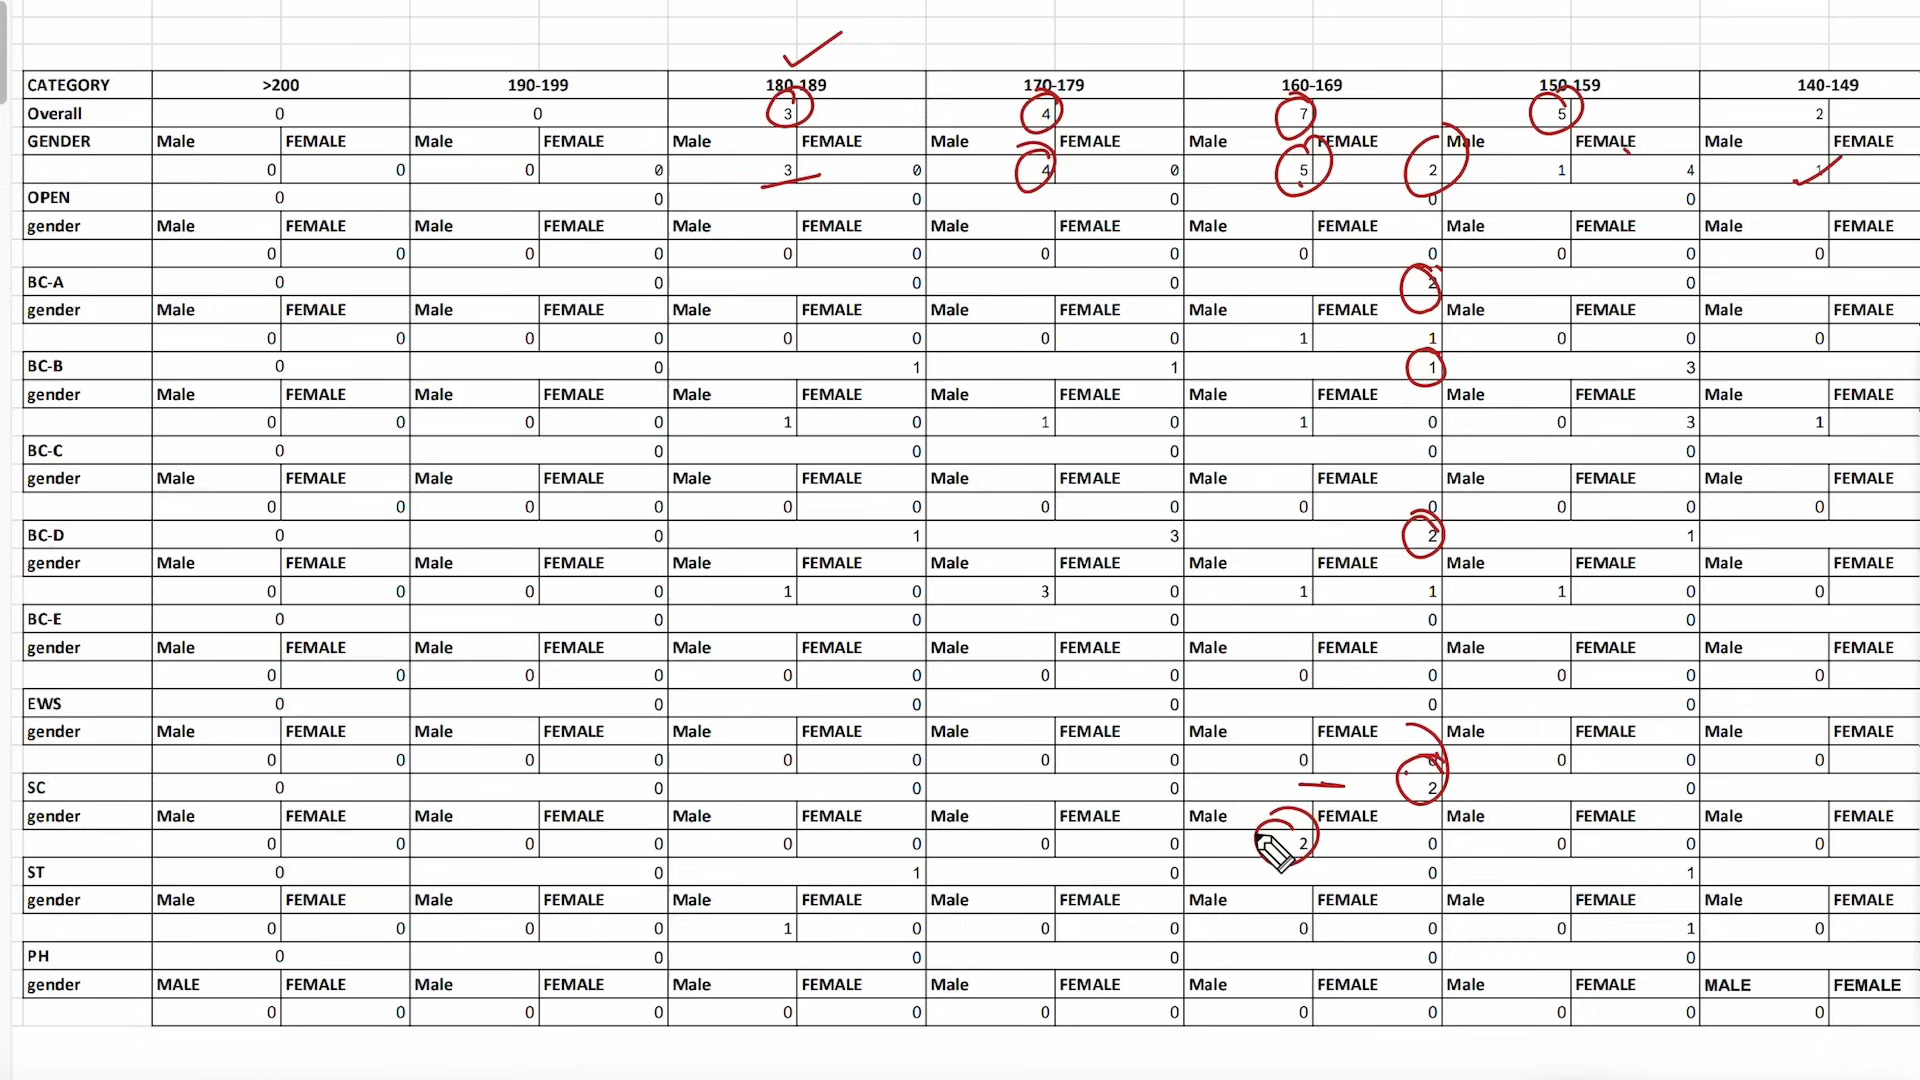 CATEGORY >200 190-199 180-189 170-179 160-169 150-159 140-149
Overall 0 0 3 4 7 5 2
GENDER Male FEMALE Male FEMALE Male FEMALE Male FEMALE Male FEMALE Male FEMALE Male FEMALE
0 0 0 0 3 0 4 0 5 2 1 4 1
OPEN 0 0 0 0 0 0
gender Male FEMALE Male FEMALE Male FEMALE Male FEMALE Male FEMALE Male FEMALE Male FEMALE
0 0 0 0 0 0 0 0 0 0 0 0 0
BC-A 0 0 0 0 2 0
gender Male FEMALE Male FEMALE Male FEMALE Male FEMALE Male FEMALE Male FEMALE Male FEMALE
0 0 0 0 0 0 0 0 1 1 0 0 0
BC-B 0 0 1 1 1 3
gender Male FEMALE Male FEMALE Male FEMALE Male FEMALE Male FEMALE Male FEMALE Male FEMALE
0 0 0 0 1 0 1 0 1 0 0 3 1
BC-C 0 0 0 0 0 0
gender Male FEMALE Male FEMALE Male FEMALE Male FEMALE Male FEMALE Male FEMALE Male FEMALE
0 0 0 0 0 0 0 0 0 0 0 0 0
BC-D 0 0 1 3 2 1
gender Male FEMALE Male FEMALE Male FEMALE Male FEMALE Male FEMALE Male FEMALE Male FEMALE
0 0 0 0 1 0 3 0 1 1 1 0 0
BC-E 0 0 0 0 0 0
gender Male FEMALE Male FEMALE Male FEMALE Male FEMALE Male FEMALE Male FEMALE Male FEMALE
0 0 0 0 0 0 0 0 0 0 0 0 0
EWS 0 0 0 0 0 0
gender Male FEMALE Male FEMALE Male FEMALE Male FEMALE Male FEMALE Male FEMALE Male FEMALE
0 0 0 0 0 0 0 0 0 0 0 0 0
SC 0 0 0 0 2 0
gender Male FEMALE Male FEMALE Male FEMALE Male FEMALE Male FEMALE Male FEMALE Male FEMALE
0 0 0 0 0 0 0 0 2 0 0 0 0
ST 0 0 1 0 0 1
gender Male FEMALE Male FEMALE Male FEMALE Male FEMALE Male FEMALE Male FEMALE Male FEMALE
0 0 0 0 1 0 0 0 0 0 0 1 0
PH 0 0 0 0 0 0
gender MALE FEMALE Male FEMALE Male FEMALE Male FEMALE Male FEMALE Male FEMALE MALE FEMALE
0 0 0 0 0 0 0 0 0 0 0 0 0